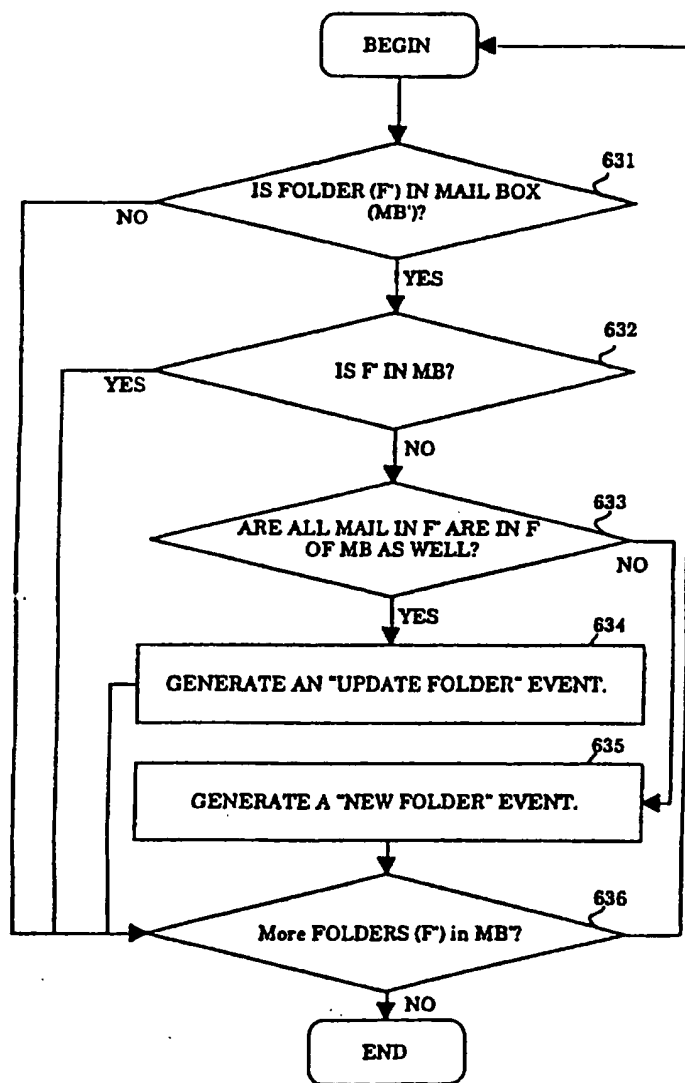 BEGIN
631
IS FOLDER (F') IN MAIL BOX
(MB')?
NO
YES
632
IS F' IN MB?
YES
NO
633
ARE ALL MAIL IN F' ARE IN F
OF MB AS WELL?
NO
YES
634
GENERATE AN "UPDATE FOLDER" EVENT.
635
GENERATE A "NEW FOLDER" EVENT.
636
More FOLDERS (F') in MB'?
NO
END